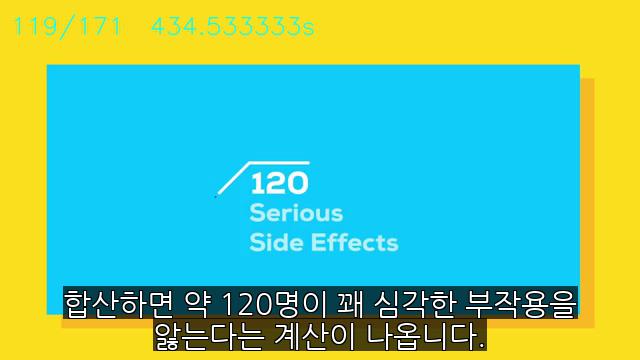 119/171 434.533333s
120
Serious
Side Effects
합산하면 약 120명이 꽤 심각한 부작용을
앓는다는 계산이 나옵니다.